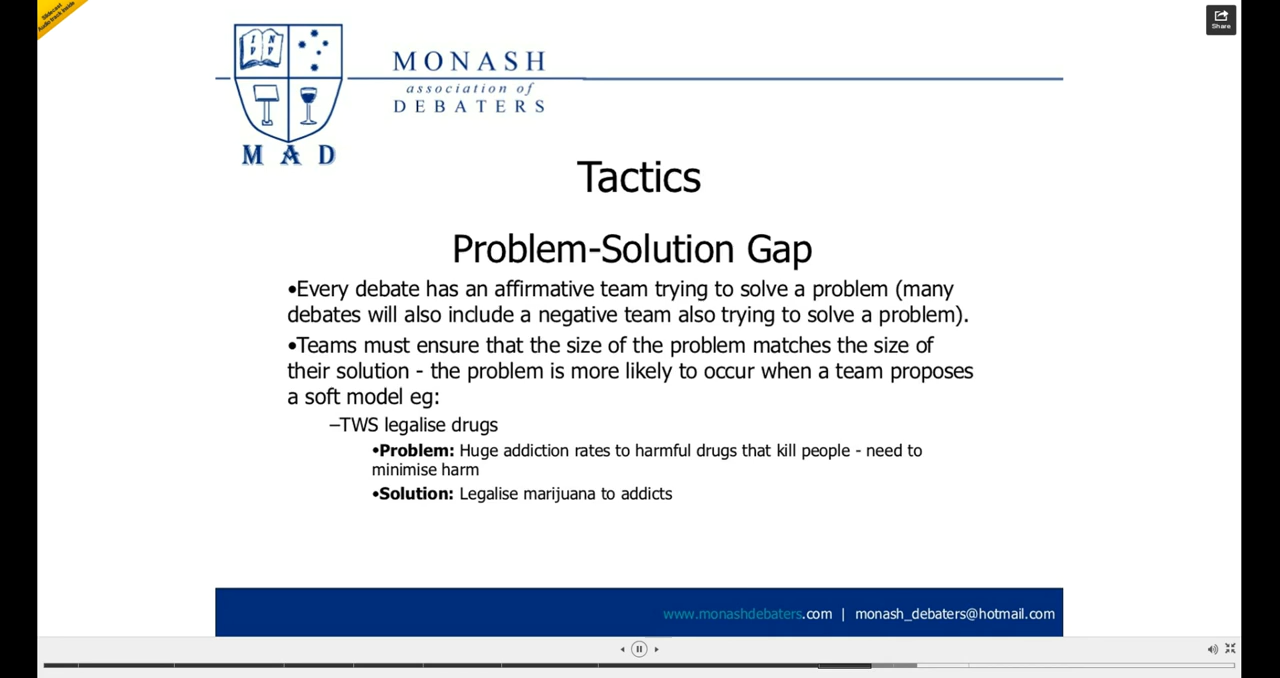 Slidecast
Audio track inside
Share
I N
V P
MONASH
association of
DEBATERS
M A D
Tactics
Problem-Solution Gap
•Every debate has an affirmative team trying to solve a problem (many
debates will also include a negative team also trying to solve a problem).
•Teams must ensure that the size of the problem matches the size of
their solution - the problem is more likely to occur when a team proposes
a soft model eg:
–TWS legalise drugs
•Problem: Huge addiction rates to harmful drugs that kill people - need to
minimise harm
•Solution: Legalise marijuana to addicts
www.monashdebaters.com | monash_debaters@hotmail.com